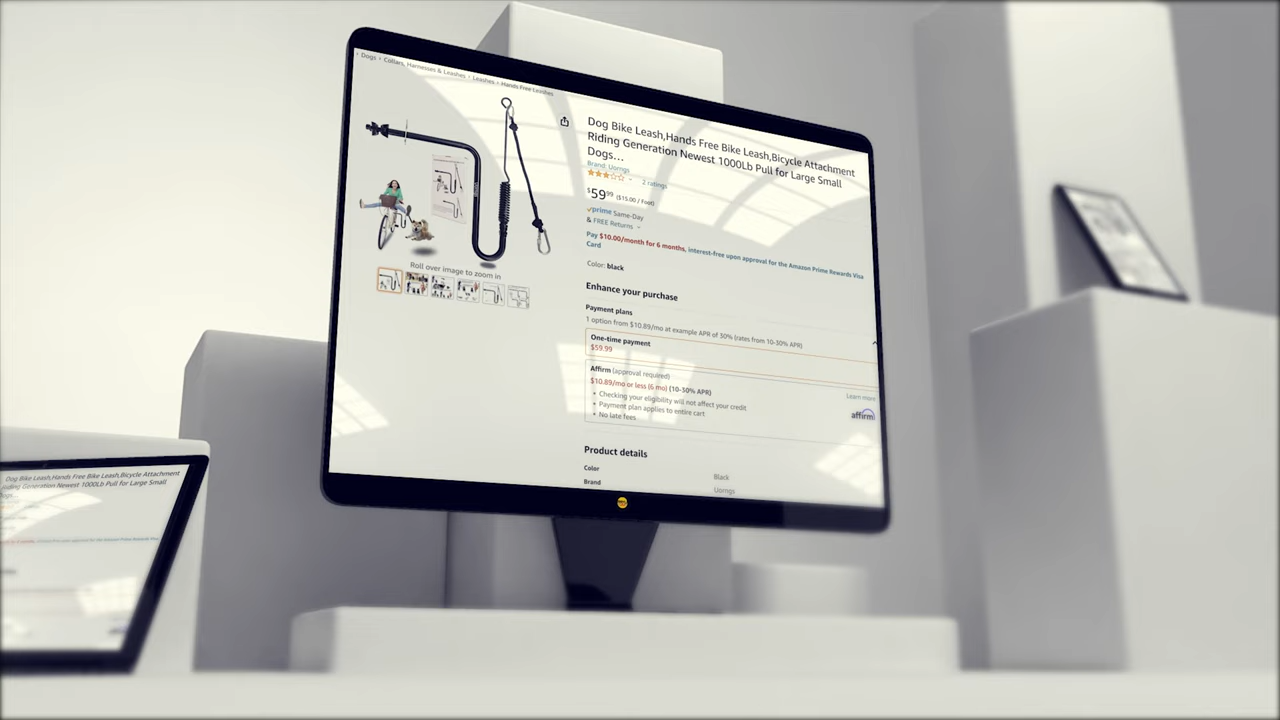 Dogs › Collars, Harnesses & Leashes › Leashes › Hands Free Leashes
Dog Bike Leash,Hands Free Bike Leash,Bicycle Attachment
Riding Generation Newest 1000Lb Pull for Large Small
Dogs...
Brand: Uorngs
2 ratings
$59.99 ($15.00 / Foot)
prime Same-Day
& FREE Returns
Pay $10.00/month for 6 months, interest-free upon approval for the Amazon Prime Rewards Visa
Card
Roll over image to zoom in
Color: black
Enhance your purchase
Payment plans
1 option from $10.89/mo at example APR of 30% (rates from 10-30% APR)
One-time payment
$59.99
Affirm (approval required)
$10.89/mo or less (6 mo) (10-30% APR)
• Checking your eligibility will not affect your credit
• Payment plan applies to entire cart
• No late fees
Learn more
affirm
Product details
Color Black
Brand Uorngs
Dog Bike Leash,Hands Free Bike Leash,Bicycle Attachment
Riding Generation Newest 1000Lb Pull for Large Small